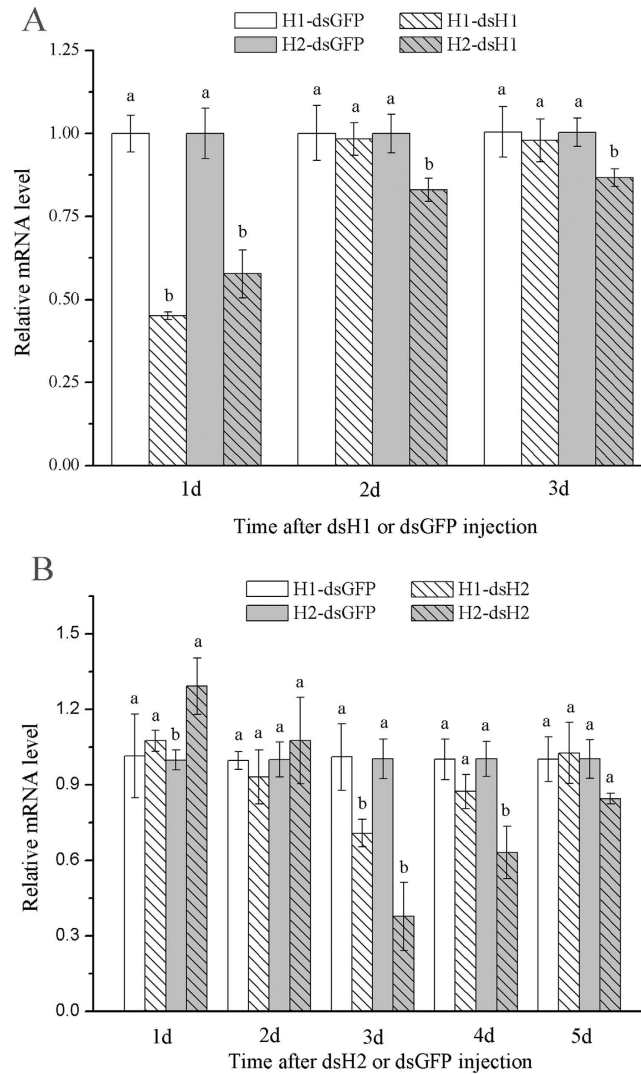 A
H1-dsGFP H1-dsH1
H2-dsGFP H2-dsH1
1.25
1.00
0.75
0.50
0.25
0.00
Relative mRNA level
a b a b
a a a b
a a a b
1d 2d 3d
Time after dsH1 or dsGFP injection
B
H1-dsGFP H1-dsH2
H2-dsGFP H2-dsH2
1.5
1.2
0.9
0.6
0.3
0.0
Relative mRNA level
a a b a
a a a a
a b a b
a a a b
a a a a
1d 2d 3d 4d 5d
Time after dsH2 or dsGFP injection